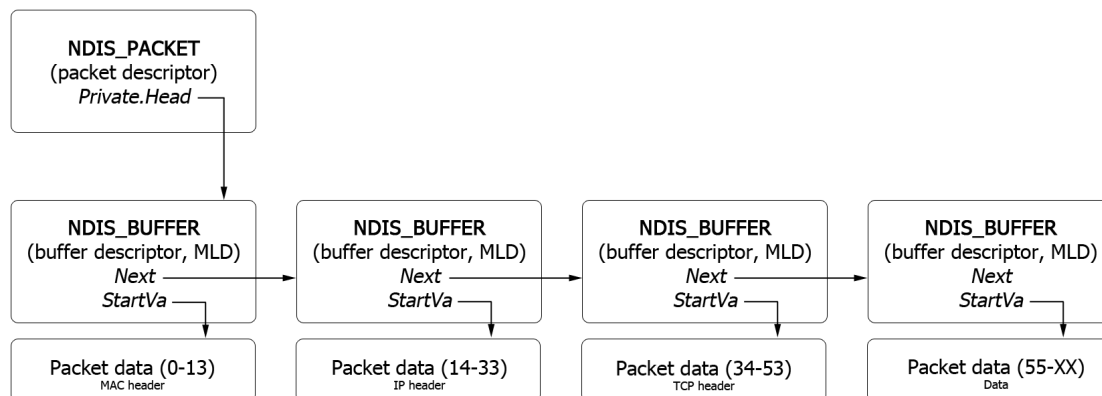 NDIS_PACKET
(packet descriptor)
Private.Head
NDIS_BUFFER
(buffer descriptor, MLD)
Next
StartVa
NDIS_BUFFER
(buffer descriptor, MLD)
Next
StartVa
NDIS_BUFFER
(buffer descriptor, MLD)
Next
StartVa
NDIS_BUFFER
(buffer descriptor, MLD)
Next
StartVa
Packet data (0-13)
MAC header
Packet data (14-33)
IP header
Packet data (34-53)
TCP header
Packet data (55-XX)
Data